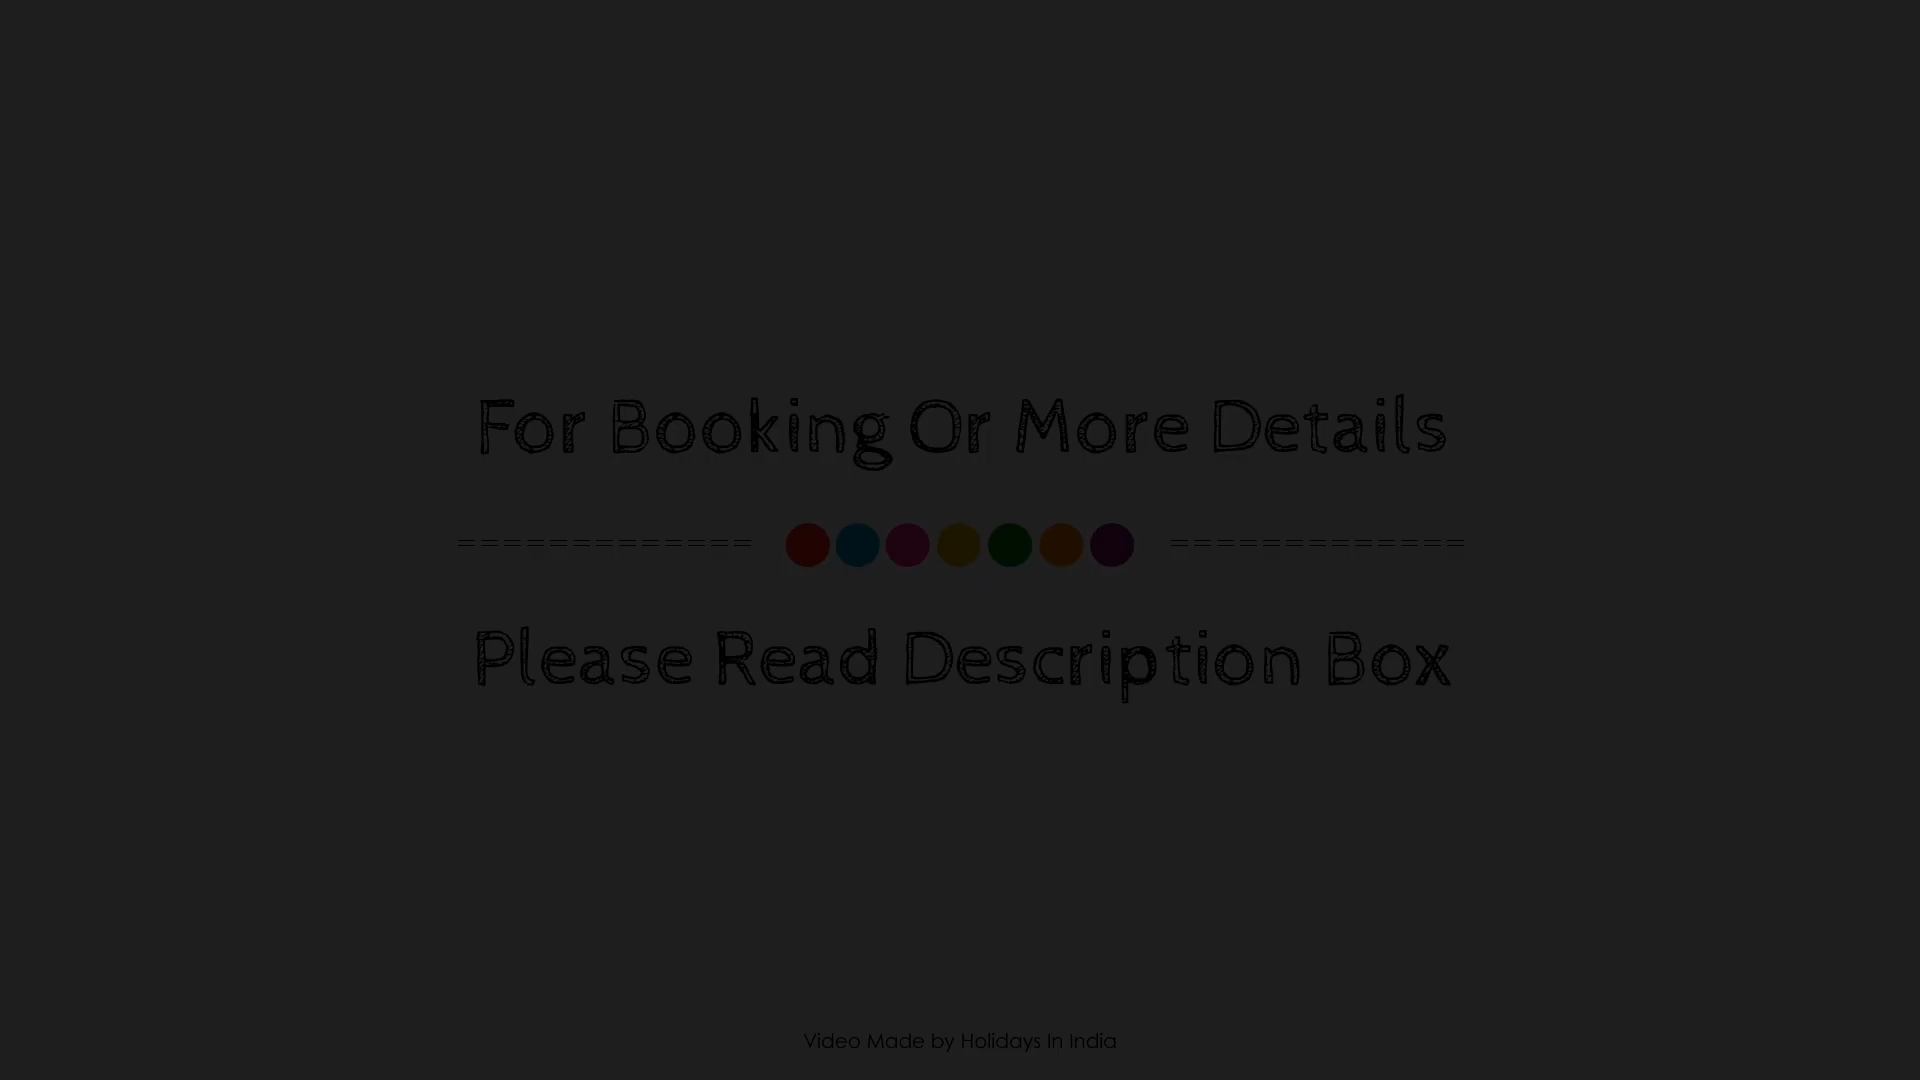 For Booking Or More Details
============= =============
Please Read Description Box
Video Made by Holidays In India